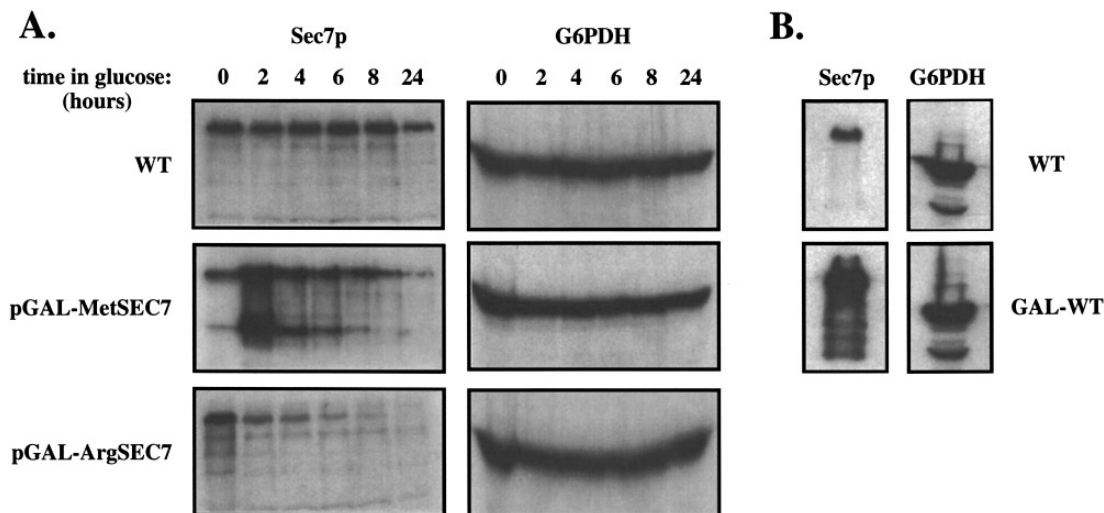 A.
B.
Sec7p
G6PDH
time in glucose:
(hours)
0 2 4 6 8 24
0 2 4 6 8 24
Sec7p
G6PDH
WT
WT
pGAL-MetSEC7
GAL-WT
pGAL-ArgSEC7